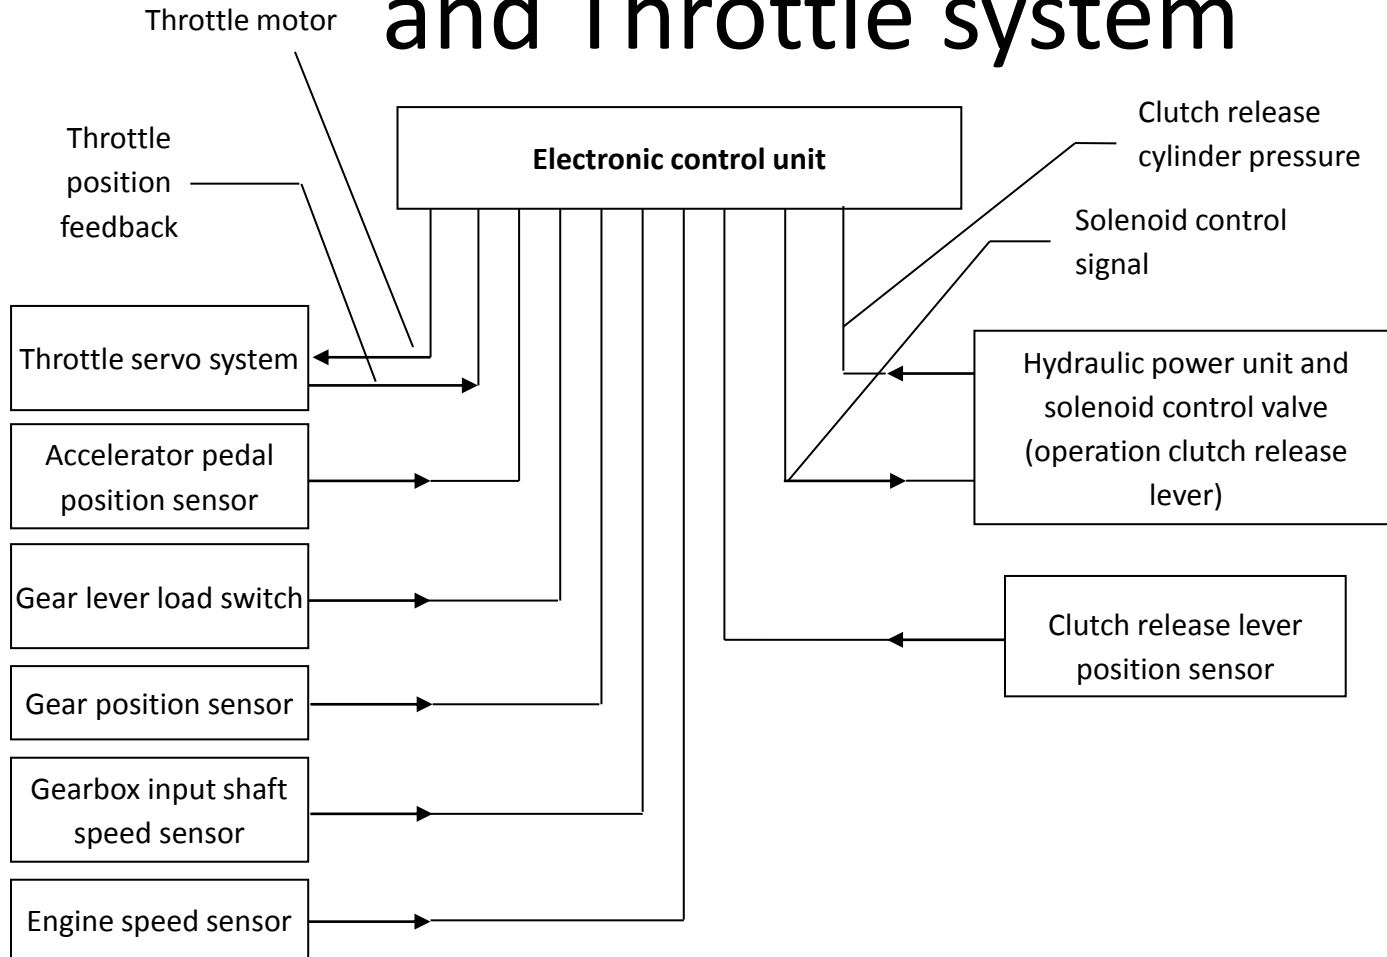 and Throttle system
Throttle motor
Throttle
position
feedback
Electronic control unit
Clutch release
cylinder pressure
Solenoid control
signal
Throttle servo system
Accelerator pedal
position sensor
Gear lever load switch
Gear position sensor
Gearbox input shaft
speed sensor
Engine speed sensor
Hydraulic power unit and
solenoid control valve
(operation clutch release
lever)
Clutch release lever
position sensor